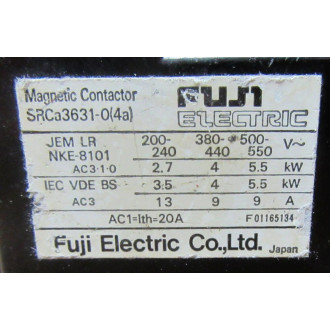 Magnetic Contactor FUJI
SRCa3631-0(4a) ELECTRIC
JEM LR 200- 380- 500- V~
NKE-8101 240 440 550
AC3·1·0 2.7 4 5.5 kW
IEC VDE BS 3.5 4 5.5 kW
AC3 13 9 9 A
AC1=Ith=20A F01165134
Fuji Electric Co.,Ltd. Japan